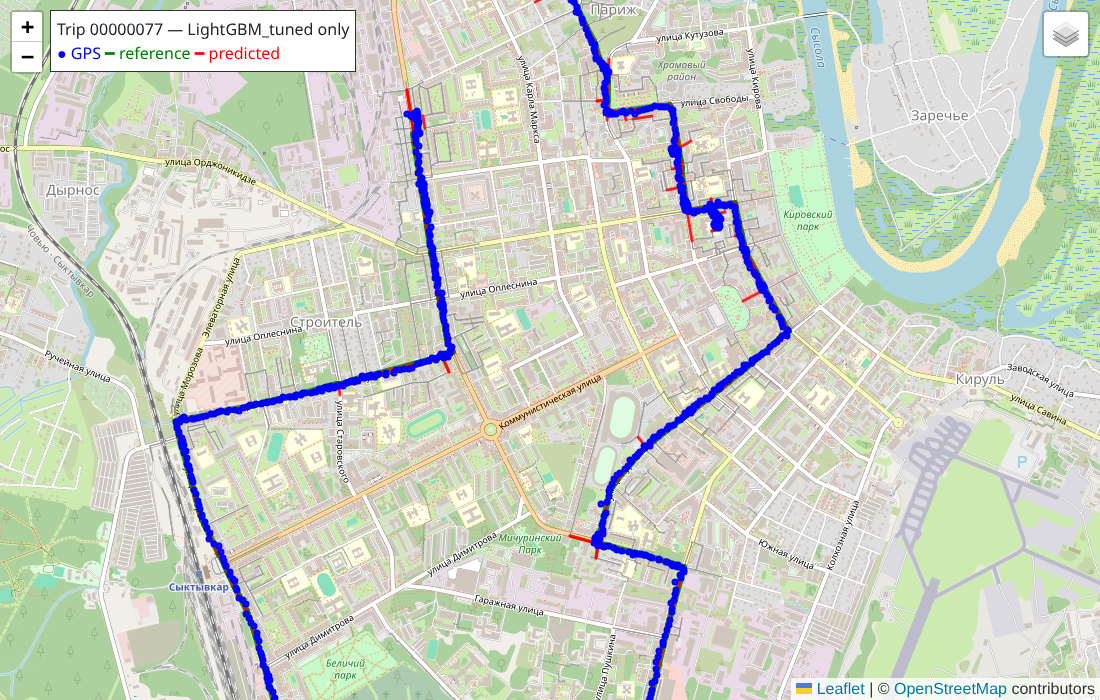 +
−
Trip 00000077 — LightGBM_tuned only
● GPS − reference − predicted
Париж
улица Кутузова
Храмовый
район
улица Кирова
Сысола
улица Карла Маркса
улица Свободы
Заречье
улица Орджоникидзе
Дырнос
Кировский
парк
Човью - Сыктывкар
Элеваторная улица
улица Оплеснина
Строитель
улица Оплеснина
Ручейная улица
улица Морозова
Кируль
Заводская улица
улица Савина
Коммунистическая улица
улица Старовского
P
Мичуринский
Парк
улица Димитрова
Южная улица
Колхозная улица
Сыктывкар
Гаражная улица
улица Димитрова
Беличий
парк
улица Пушкина
Leaflet | © OpenStreetMap contributors